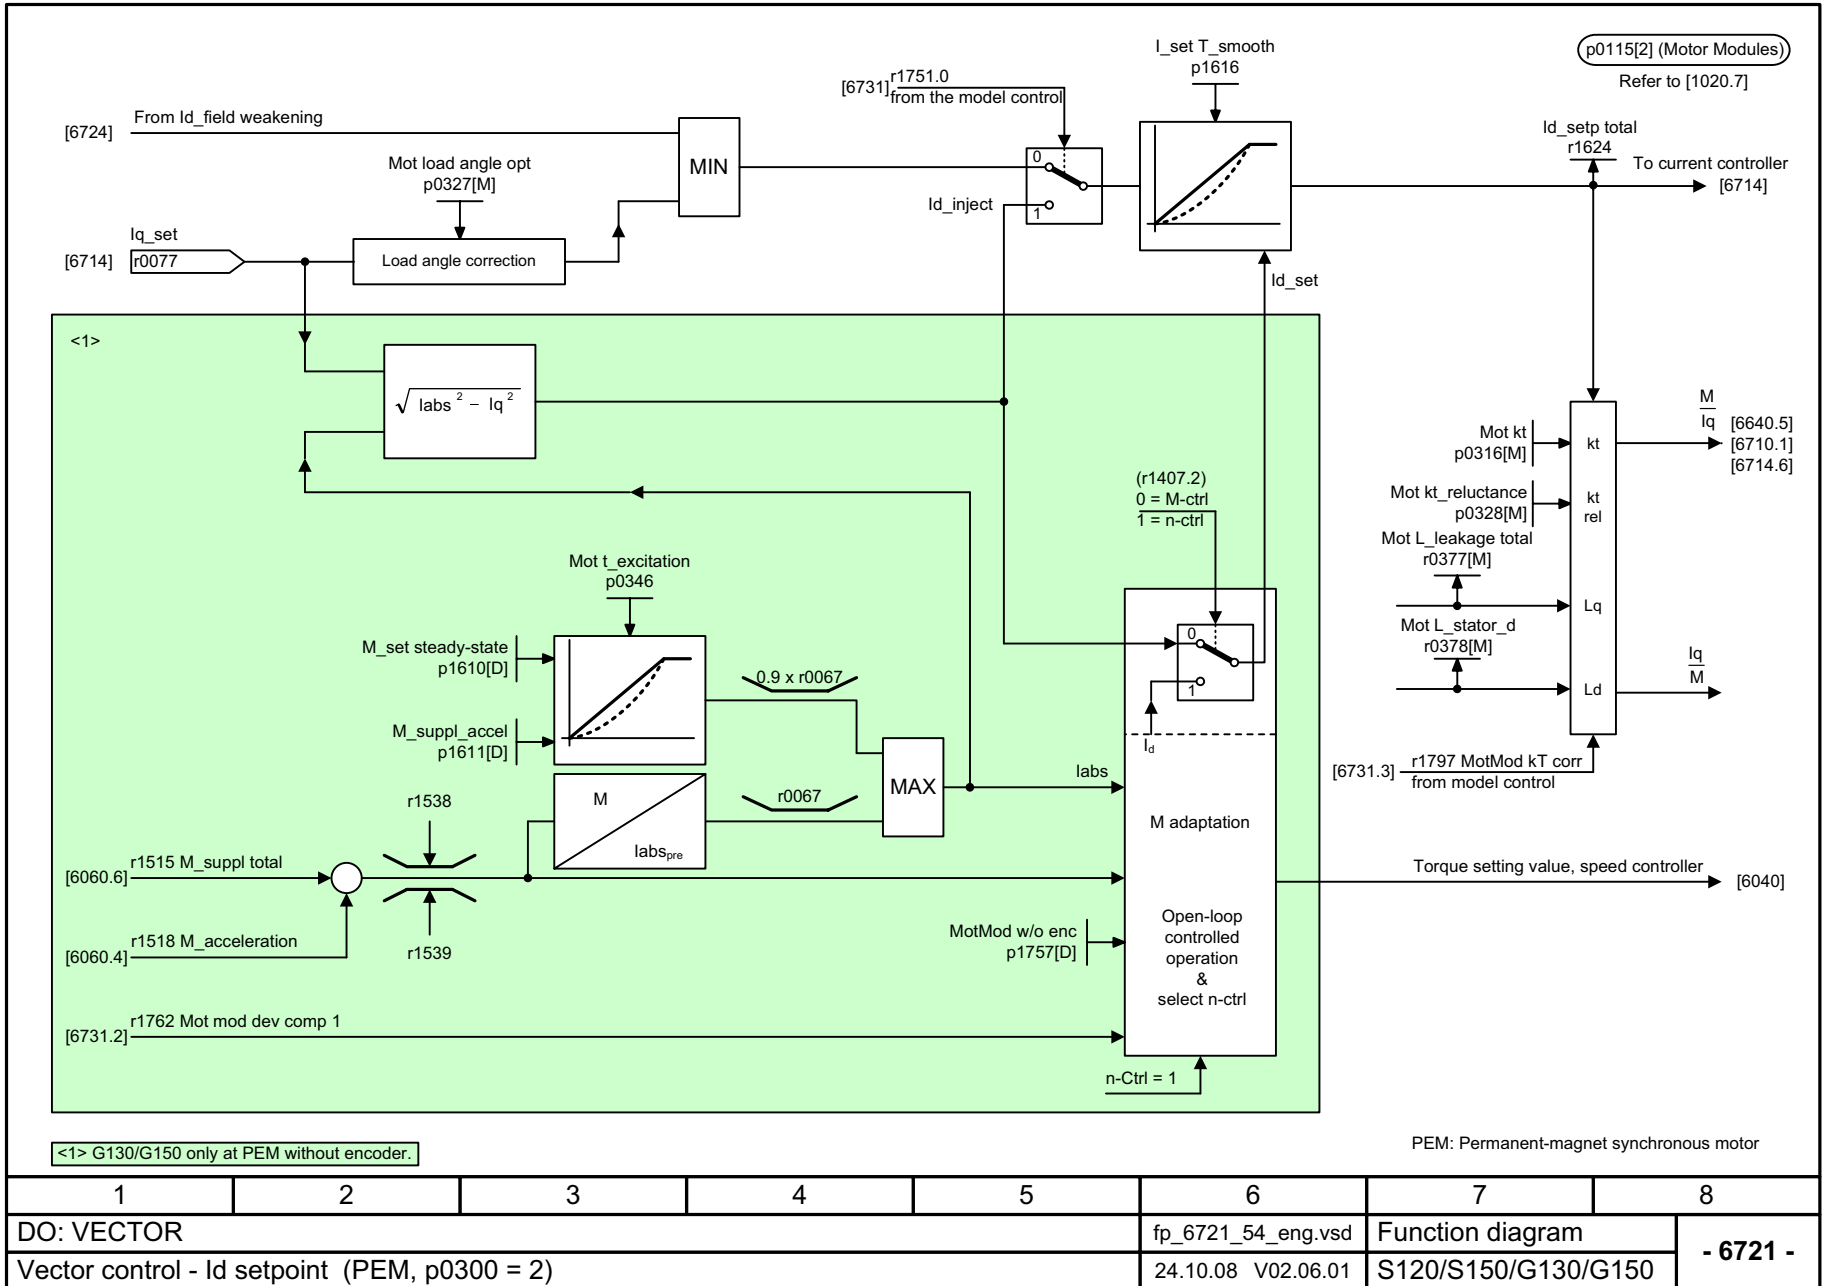 I_set T_smooth
p1616
p0115[2] (Motor Modules)
Refer to [1020.7]
[6731]
r1751.0
from the model control
[6724]
From Id_field weakening
Mot load angle opt
p0327[M]
MIN
0
1
Id_inject
Id_setp total
r1624
To current controller
[6714]
Iq_set
[6714]
r0077
Load angle correction
Id_set
<1>
√ Iabs 2 – Iq 2
M
Iq
[6640.5]
[6710.1]
[6714.6]
Mot kt
p0316[M]
kt
Mot kt_reluctance
p0328[M]
kt
rel
Mot L_leakage total
r0377[M]
Lq
Mot L_stator_d
r0378[M]
Ld
Iq
M
[6731.3]
r1797 MotMod kT corr
from model control
(r1407.2)
0 = M-ctrl
1 = n-ctrl
0
1
Id
Mot t_excitation
p0346
M_set steady-state
p1610[D]
M_suppl_accel
p1611[D]
0.9 x r0067
M
Iabspre
r0067
MAX
Iabs
M adaptation
r1538
r1539
[6060.6]
r1515 M_suppl total
[6060.4]
r1518 M_acceleration
MotMod w/o enc
p1757[D]
Open-loop
controlled
operation
&
select n-ctrl
Torque setting value, speed controller
[6040]
[6731.2]
r1762 Mot mod dev comp 1
n-Ctrl = 1
<1> G130/G150 only at PEM without encoder.
PEM: Permanent-magnet synchronous motor
1 2 3 4 5 6 7 8
DO: VECTOR
fp_6721_54_eng.vsd
Function diagram
- 6721 -
Vector control - Id setpoint (PEM, p0300 = 2)
24.10.08 V02.06.01
S120/S150/G130/G150